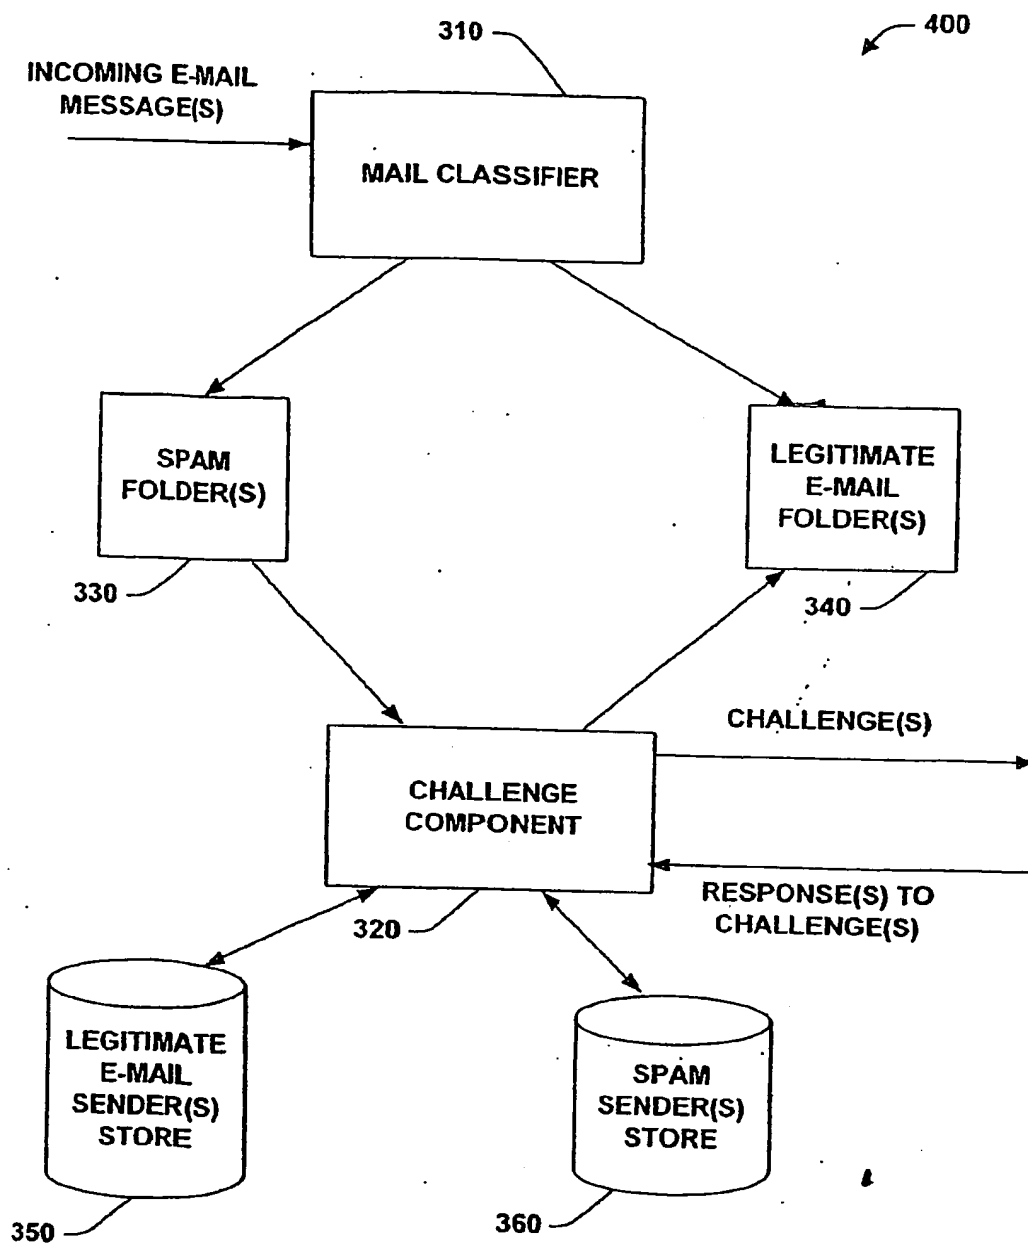 400
310
INCOMING E-MAIL
MESSAGE(S)
MAIL CLASSIFIER
SPAM
FOLDER(S)
LEGITIMATE
E-MAIL
FOLDER(S)
330
340
CHALLENGE(S)
CHALLENGE
COMPONENT
RESPONSE(S) TO
CHALLENGE(S)
320
LEGITIMATE
E-MAIL
SENDER(S)
STORE
SPAM
SENDER(S)
STORE
350
360